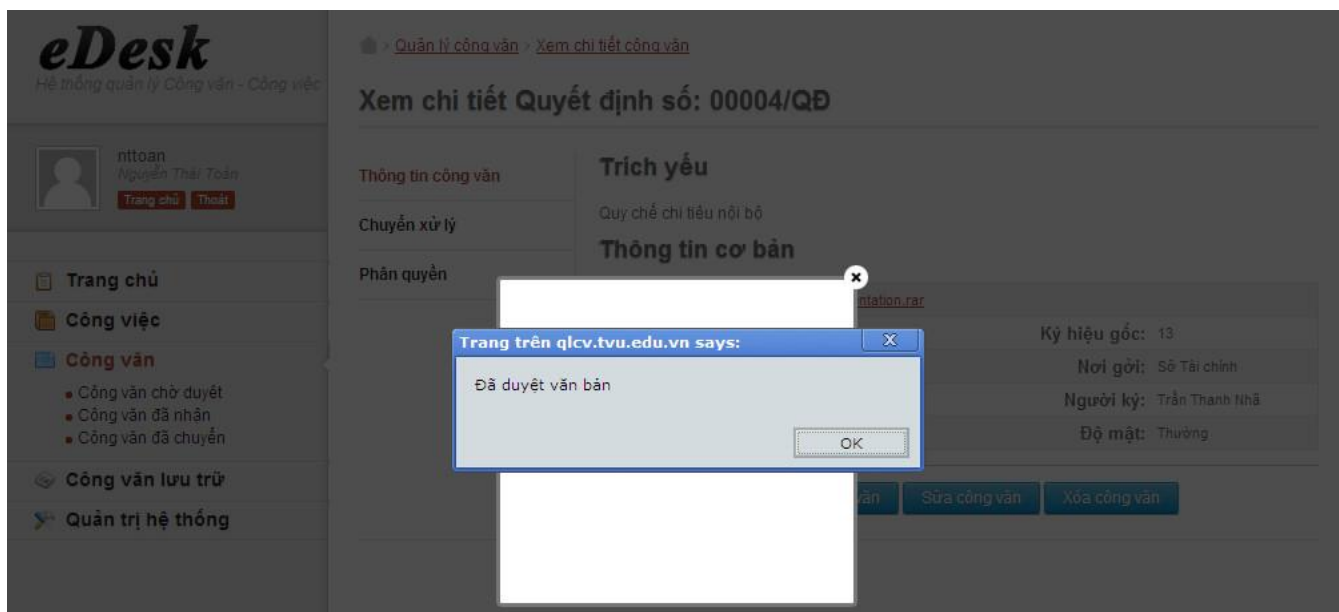 eDesk
Hệ thống quản lý Công văn - Công việc
Quản lý công văn › Xem chi tiết công văn
Xem chi tiết Quyết định số: 00004/QĐ
nttoan
Nguyễn Thái Toàn
Trang chủ Thoát
Trang chủ
Công việc
Công văn
Công văn chờ duyệt
Công văn đã nhận
Công văn đã chuyển
Công văn lưu trữ
Quản trị hệ thống
Thông tin công văn
Chuyển xử lý
Phân quyền
Trích yếu
Quy chế chi tiêu nội bộ
Thông tin cơ bản
ntation.rar
Ký hiệu gốc: 13
Nơi gởi: Sở Tài chính
Người ký: Trần Thanh Nhã
Độ mật: Thường
Trang trên qlcv.tvu.edu.vn says:
Đã duyệt văn bản
OK
văn Sửa công văn Xóa công văn